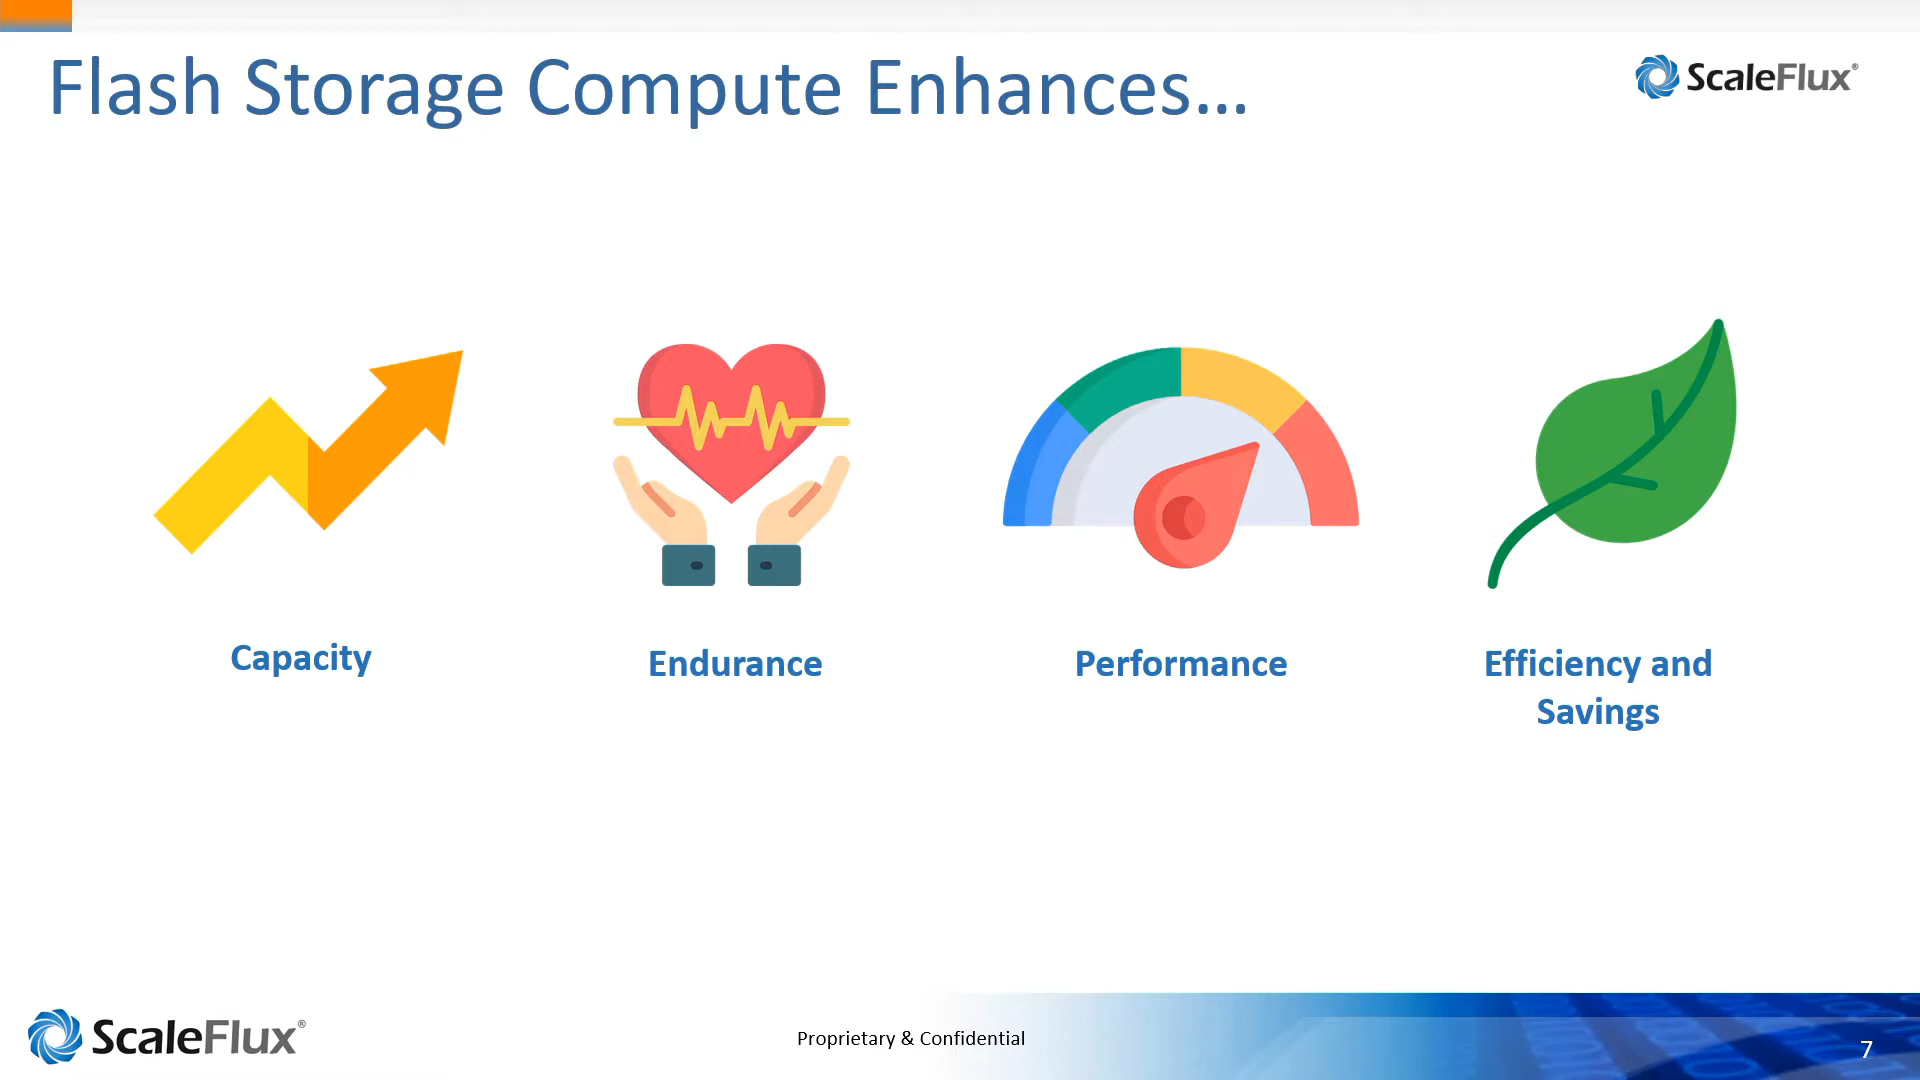 Flash Storage Compute Enhances...
ScaleFlux®
Capacity
Endurance
Performance
Efficiency and
Savings
ScaleFlux®
Proprietary & Confidential
7